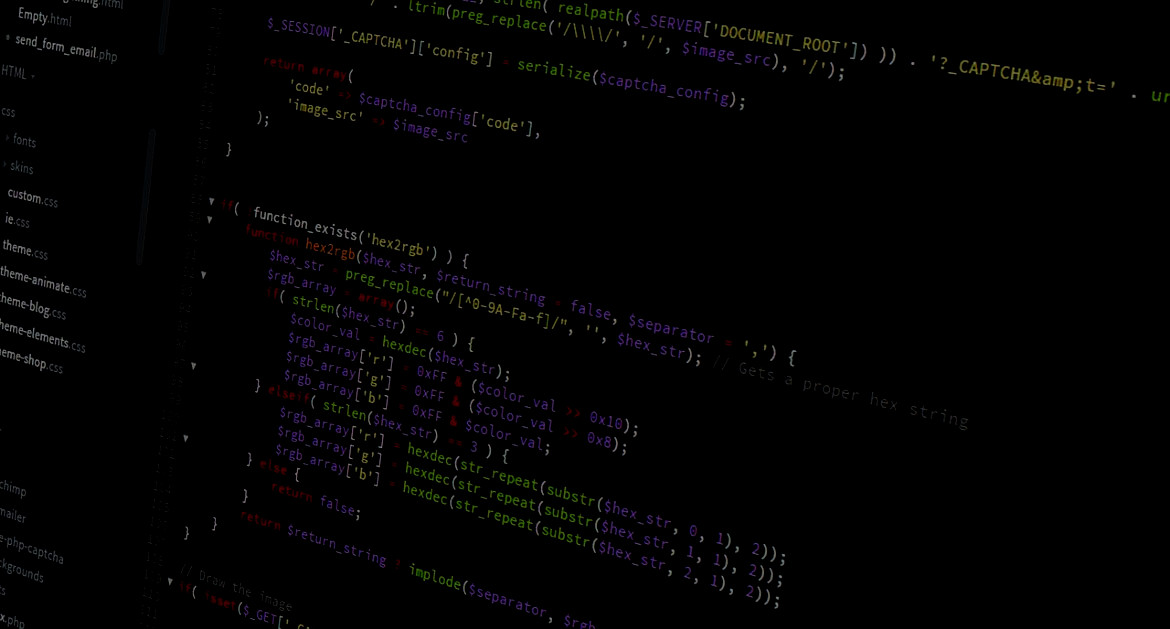 Empty.html
send_form_email.php
HTML
css
fonts
skins
custom.css
ie.css
theme.css
theme-animate.css
heme-blog.css
heme-elements.css
eme-shop.css
chimp
mailer
e-php-captcha
kgrounds
x.php
strlen( realpath($_SERVER['DOCUMENT_ROOT']) )) . '?_CAPTCHA&amp;t=' . ur
/' . ltrim(preg_replace('/\\\\/', '/', $image_src), '/');
$_SESSION['_CAPTCHA']['config'] = serialize($captcha_config);
return array(
'code' => $captcha_config['code'],
'image_src' => $image_src
);
}
if( function_exists('hex2rgb') ) {
function hex2rgb($hex_str, $return_string = false, $separator = ',') {
$hex_str = preg_replace("/[^0-9A-Fa-f]/", '', $hex_str); // Gets a proper hex string
$rgb_array = array();
if( strlen($hex_str) == 6 ) {
$color_val = hexdec($hex_str);
$rgb_array['r'] = 0xFF & ($color_val >> 0x10);
$rgb_array['g'] = 0xFF & ($color_val >> 0x8);
$rgb_array['b'] = 0xFF & $color_val;
} elseif( strlen($hex_str) == 3 ) {
$rgb_array['r'] = hexdec(str_repeat(substr($hex_str, 0, 1), 2));
$rgb_array['g'] = hexdec(str_repeat(substr($hex_str, 1, 1), 2));
$rgb_array['b'] = hexdec(str_repeat(substr($hex_str, 2, 1), 2));
} else {
return false;
}
return $return_string = implode($separator, $rgb
}
}
// Draw the image
if( isset($_GET['